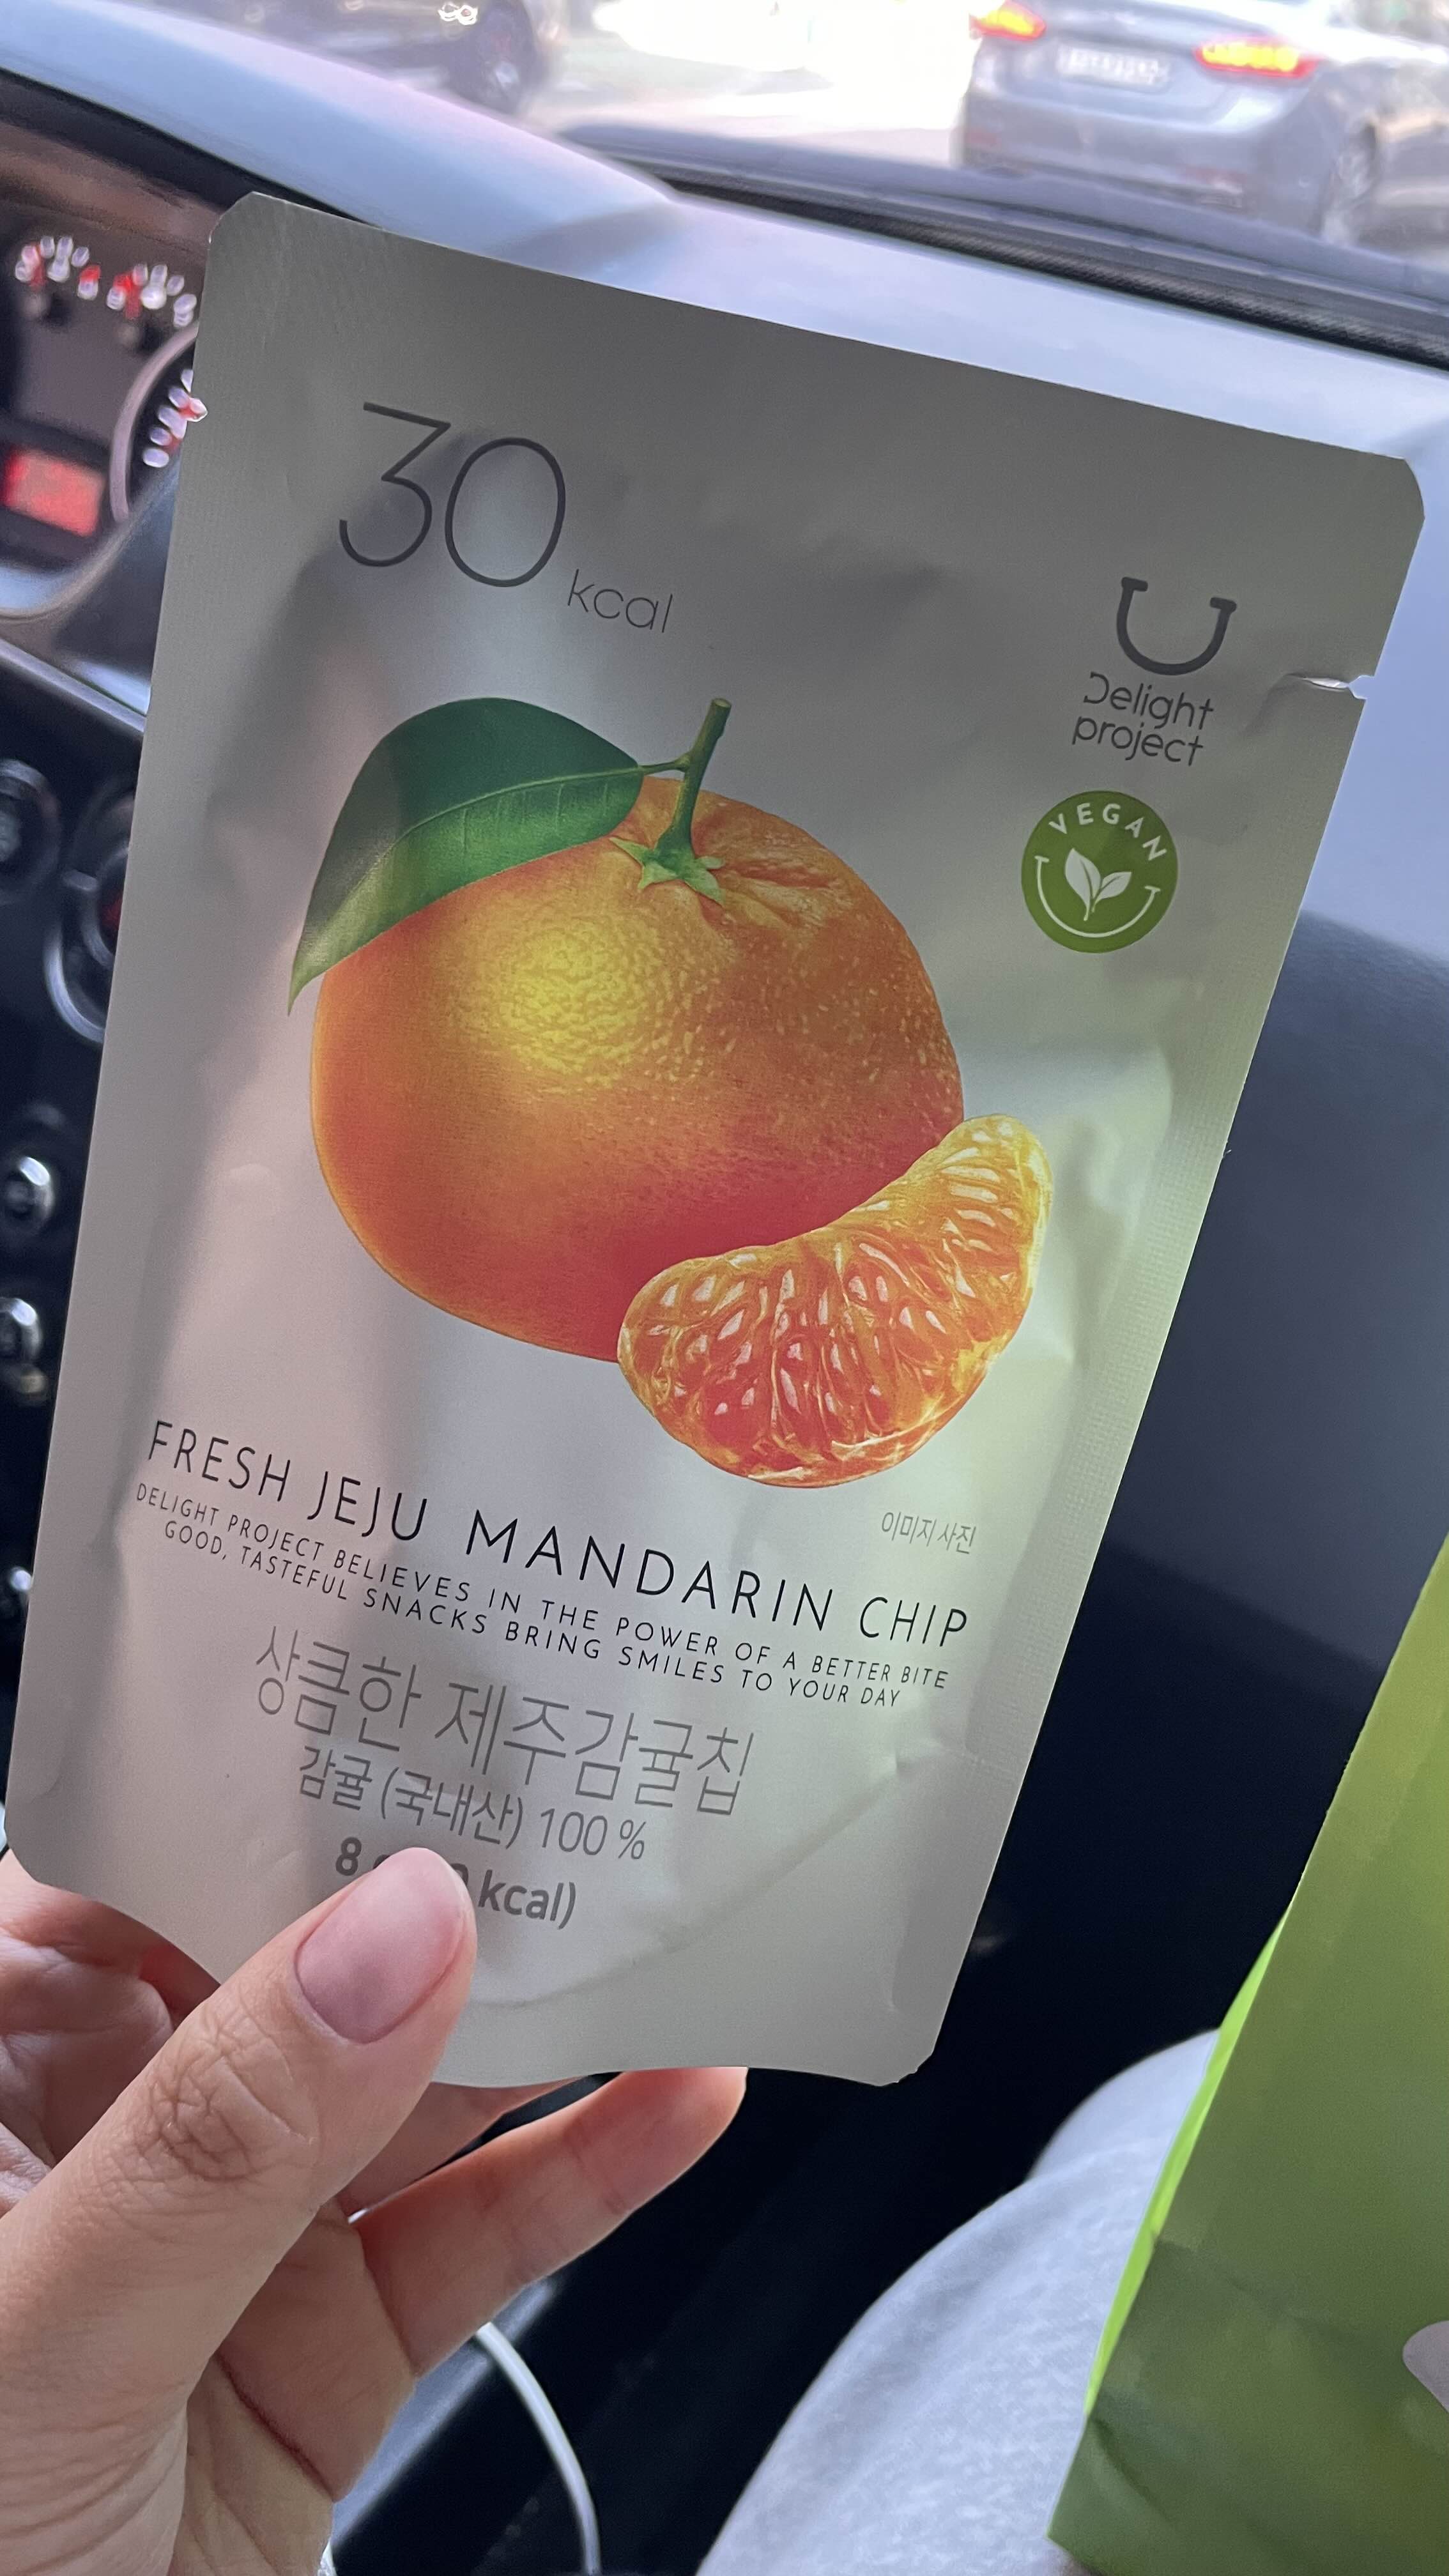 30 kcal
Delight
project
VEGAN
FRESH JEJU MANDARIN CHIP
DELIGHT PROJECT BELIEVES IN THE POWER OF A BETTER BITE
GOOD, TASTEFUL SNACKS BRING SMILES TO YOUR DAY
이미지 사진
상큼한 제주감귤칩
감귤 (국내산) 100 %
8 kcal)